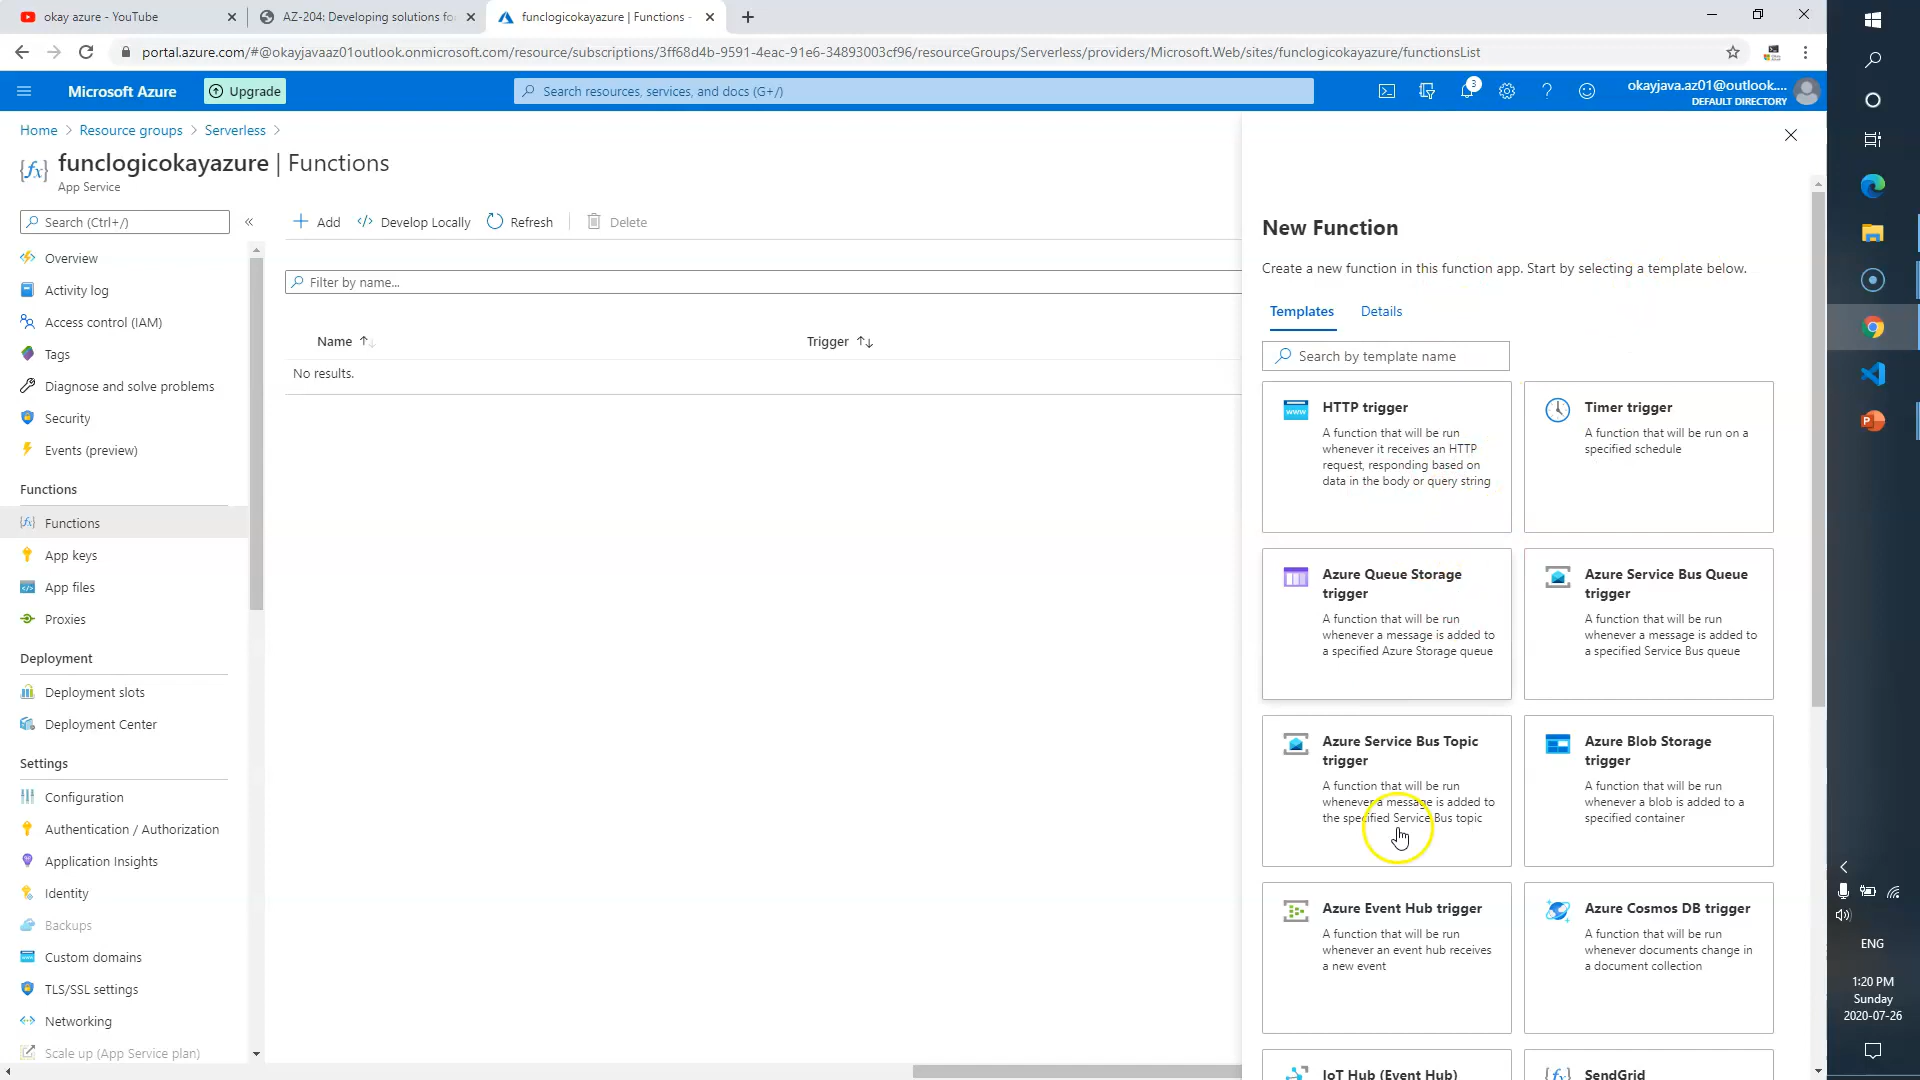 okay azure - YouTube
AZ-204: Developing solutions fo
funclogicokayazure | Functions -
portal.azure.com/#@okayjavaaz01outlook.onmicrosoft.com/resource/subscriptions/3ff68d4b-9591-4eac-91e6-34893003cf96/resourceGroups/Serverless/providers/Microsoft.Web/sites/funclogicokayazure/functionsList
Microsoft Azure
Upgrade
Search resources, services, and docs (G+/)
3
okayjava.az01@outlook....
DEFAULT DIRECTORY
Home > Resource groups > Serverless >
funclogicokayazure | Functions
App Service
Search (Ctrl+/)
Overview
Activity log
Access control (IAM)
Tags
Diagnose and solve problems
Security
Events (preview)
Functions
Functions
App keys
App files
Proxies
Deployment
Deployment slots
Deployment Center
Settings
Configuration
Authentication / Authorization
Application Insights
Identity
Backups
Custom domains
TLS/SSL settings
Networking
Scale up (App Service plan)
Add
Develop Locally
Refresh
Delete
Filter by name...
Name
Trigger
No results.
New Function
Create a new function in this function app. Start by selecting a template below.
Templates
Details
Search by template name
HTTP trigger
A function that will be run
whenever it receives an HTTP
request, responding based on
data in the body or query string
Timer trigger
A function that will be run on a
specified schedule
Azure Queue Storage
trigger
A function that will be run
whenever a message is added to
a specified Azure Storage queue
Azure Service Bus Queue
trigger
A function that will be run
whenever a message is added to
a specified Service Bus queue
Azure Service Bus Topic
trigger
A function that will be run
whenever a message is added to
the specified Service Bus topic
Azure Blob Storage
trigger
A function that will be run
whenever a blob is added to a
specified container
Azure Event Hub trigger
A function that will be run
whenever an event hub receives
a new event
Azure Cosmos DB trigger
A function that will be run
whenever documents change in
a document collection
IoT Hub (Event Hub)
SendGrid
ENG
1:20 PM
Sunday
2020-07-26